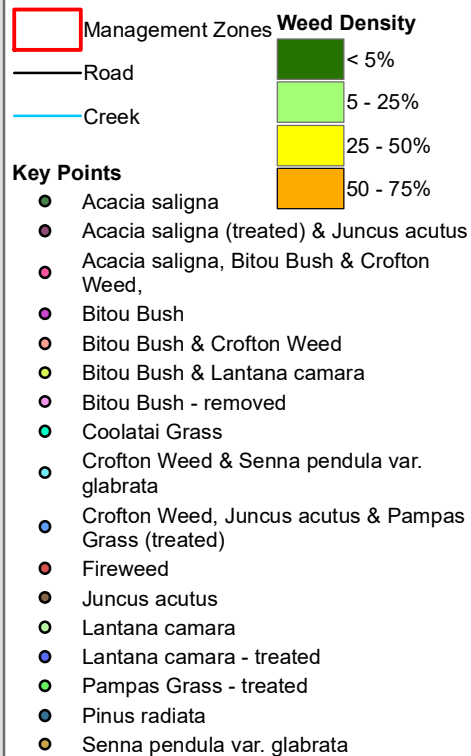 Management Zones
Road
Creek
Weed Density
< 5%
5 - 25%
25 - 50%
50 - 75%
Key Points
Acacia saligna
Acacia saligna (treated) & Juncus acutus
Acacia saligna, Bitou Bush & Crofton
Weed,
Bitou Bush
Bitou Bush & Crofton Weed
Bitou Bush & Lantana camara
Bitou Bush - removed
Coolatai Grass
Crofton Weed & Senna pendula var.
glabrata
Crofton Weed, Juncus acutus & Pampas
Grass (treated)
Fireweed
Juncus acutus
Lantana camara
Lantana camara - treated
Pampas Grass - treated
Pinus radiata
Senna pendula var. glabrata